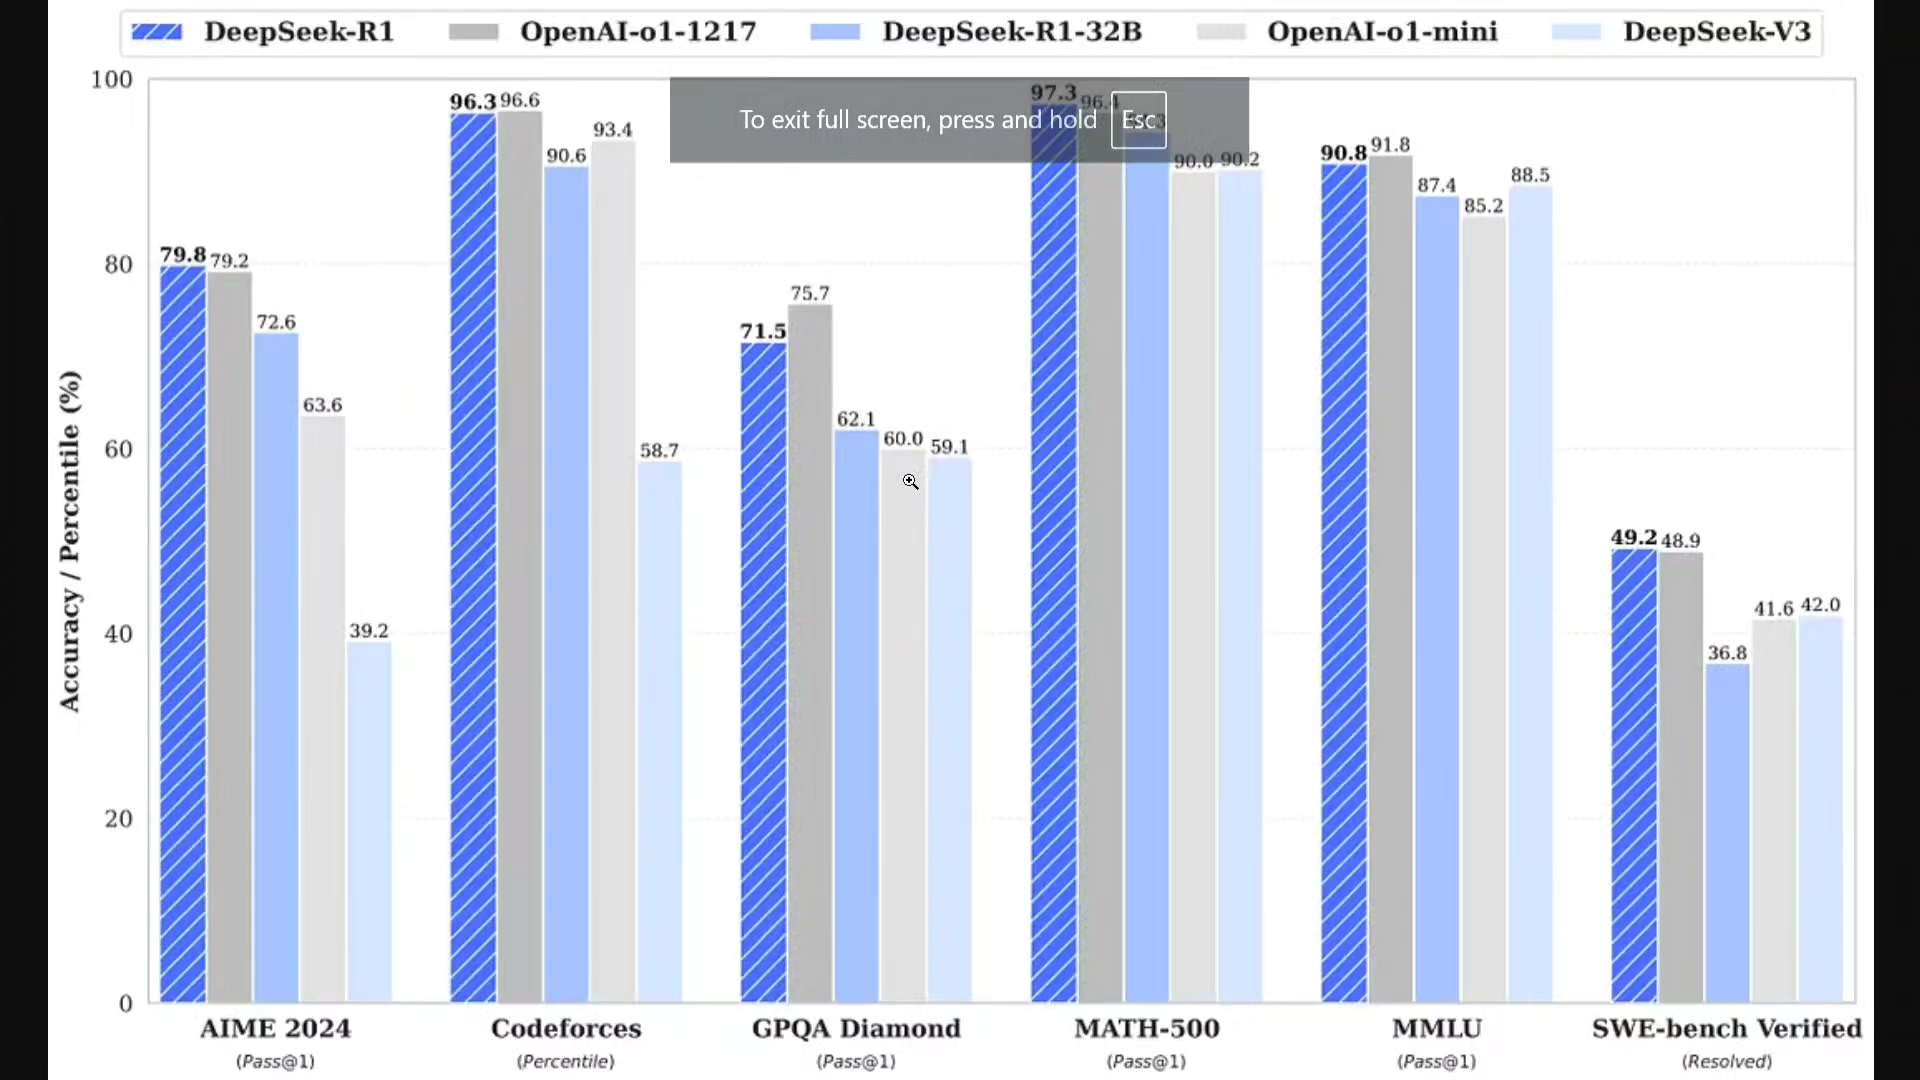 DeepSeek-R1 OpenAI-o1-1217 DeepSeek-R1-32B OpenAI-o1-mini DeepSeek-V3
To exit full screen, press and hold Esc
Accuracy / Percentile (%)
100
80
60
40
20
0
79.8 79.2 72.6 63.6 39.2
96.3 96.6 90.6 93.4 58.7
71.5 75.7 62.1 60.0 59.1
97.3 96.4 90.0 90.2
90.8 91.8 87.4 85.2 88.5
49.2 48.9 36.8 41.6 42.0
AIME 2024
(Pass@1)
Codeforces
(Percentile)
GPQA Diamond
(Pass@1)
MATH-500
(Pass@1)
MMLU
(Pass@1)
SWE-bench Verified
(Resolved)